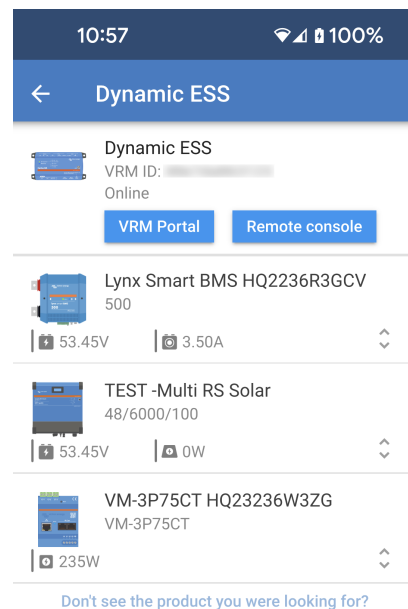 10:57
100%
Dynamic ESS
Dynamic ESS
VRM ID:
Online
VRM Portal
Remote console
Lynx Smart BMS HQ2236R3GCV
500
53.45V
3.50A
TEST -Multi RS Solar
48/6000/100
53.45V
0W
VM-3P75CT HQ23236W3ZG
VM-3P75CT
235W
Don't see the product you were looking for?